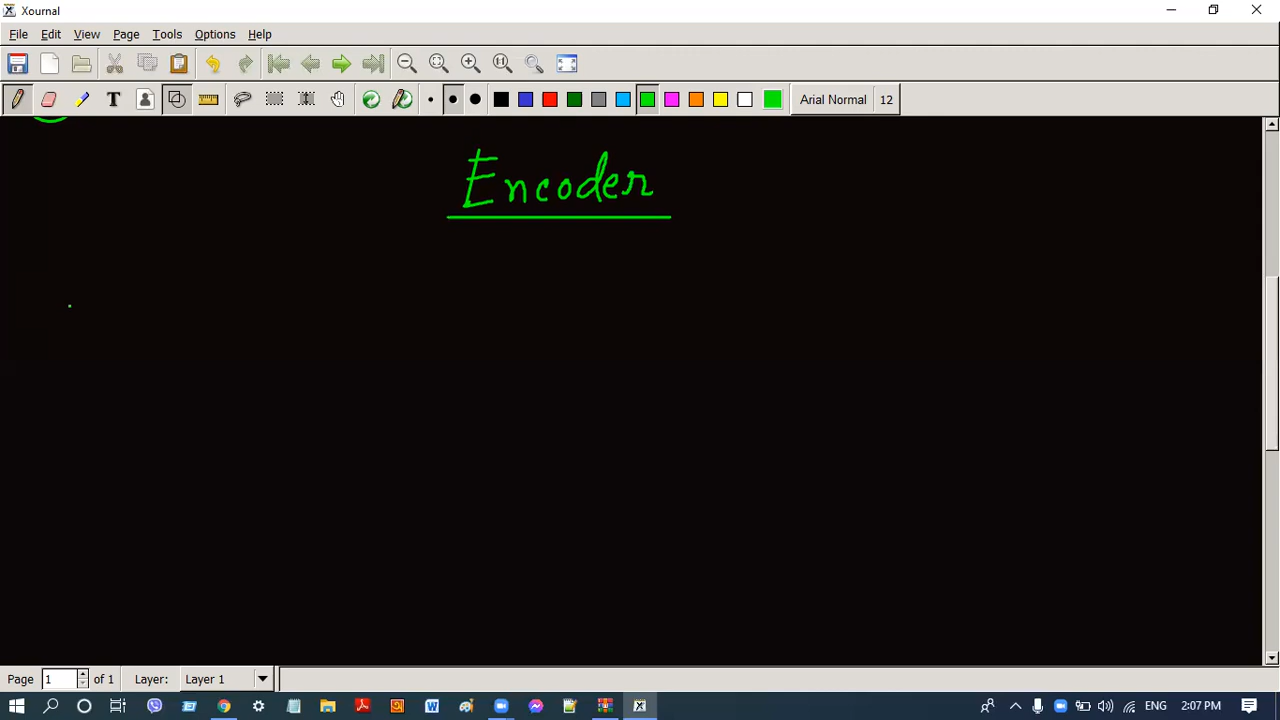 Xournal
File Edit View Page Tools Options Help
Arial Normal 12
Encoder
Page 1 of 1 Layer: Layer 1
ENG 2:07 PM